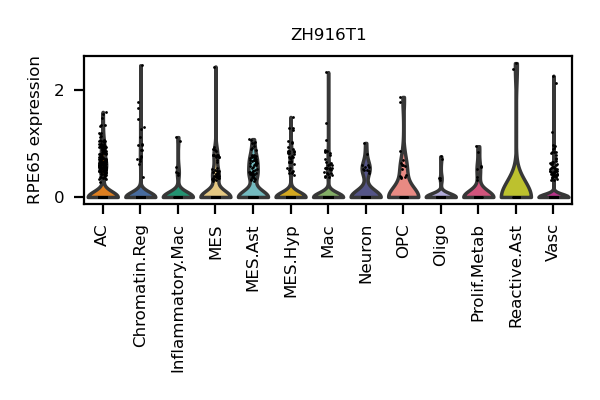 ZH916T1
RPE65 expression
2
0
AC
Chromatin.Reg
Inflammatory.Mac
MES
MES.Ast
MES.Hyp
Mac
Neuron
OPC
Oligo
Prolif.Metab
Reactive.Ast
Vasc